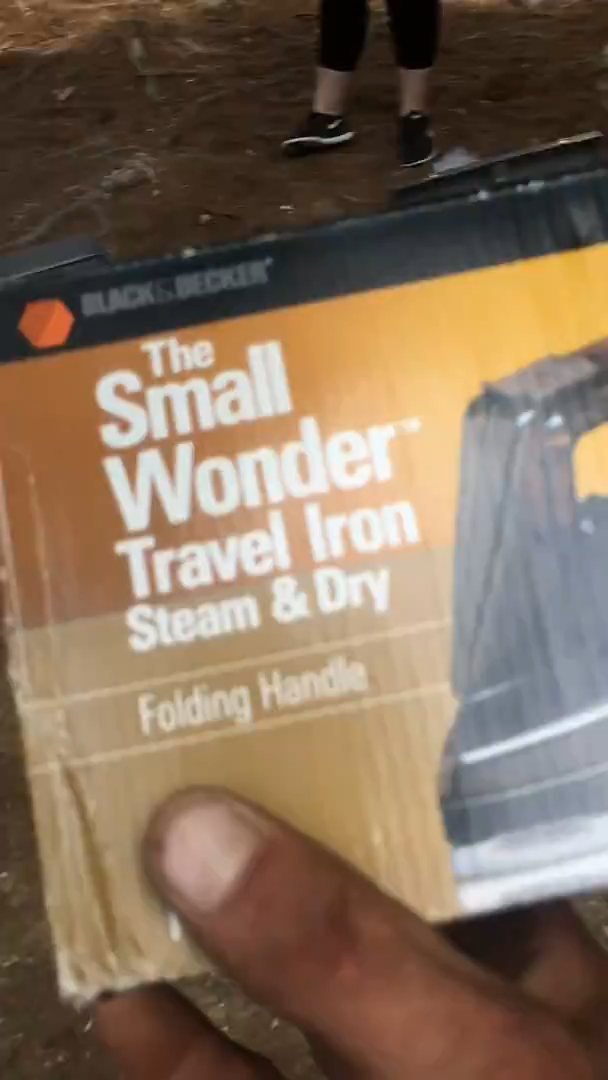 BLACK&DECKER®
The
Small
Wonder™
Travel Iron
Steam & Dry
Folding Handle